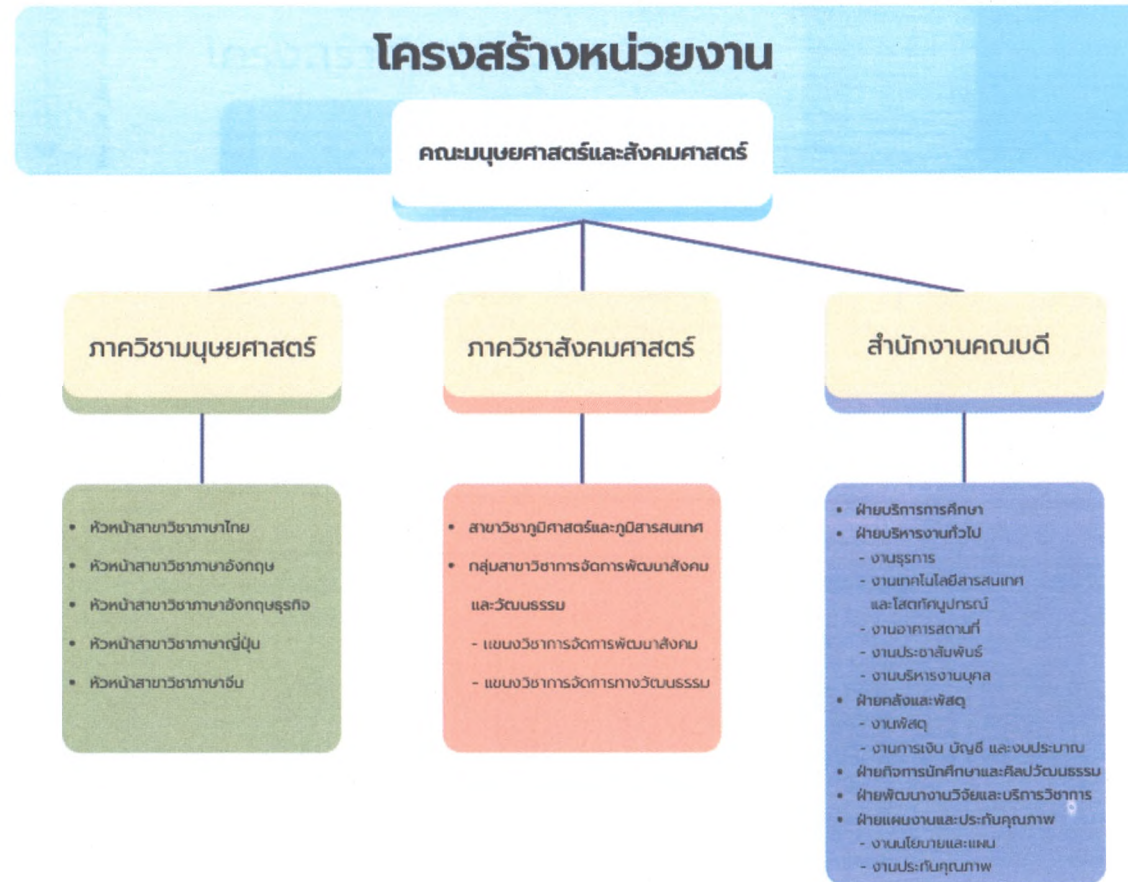 โครงสร้างหน่วยงาน
คณะมนุษยศาสตร์และสังคมศาสตร์
ภาควิชามนุษยศาสตร์
• หัวหน้าสาขาวิชาภาษาไทย
• หัวหน้าสาขาวิชาภาษาอังกฤษ
• หัวหน้าสาขาวิชาภาษาอังกฤษธุรกิจ
• หัวหน้าสาขาวิชาภาษาญี่ปุ่น
• หัวหน้าสาขาวิชาภาษาจีน
ภาควิชาสังคมศาสตร์
• สาขาวิชาภูมิศาสตร์และภูมิสารสนเทศ
• กลุ่มสาขาวิชาการจัดการพัฒนาสังคม
และวัฒนธรรม
- แขนงวิชาการจัดการพัฒนาสังคม
- แขนงวิชาการจัดการทางวัฒนธรรม
สำนักงานคณบดี
• ฝ่ายบริการการศึกษา
• ฝ่ายบริหารงานทั่วไป
- งานธุรการ
- งานเทคโนโลยีสารสนเทศ
และโสตทัศนูปกรณ์
- งานอาคารสถานที่
- งานประชาสัมพันธ์
- งานบริหารงานบุคล
• ฝ่ายคลังและพัสดุ
- งานพัสดุ
- งานการเงิน บัญชี และงบประมาณ
• ฝ่ายกิจการนักศึกษาและศิลปวัฒนธรรม
• ฝ่ายพัฒนางานวิจัยและบริการวิชาการ
• ฝ่ายแผนงานและประกันคุณภาพ
- งานนโยบายและแผน
- งานประกันคุณภาพ